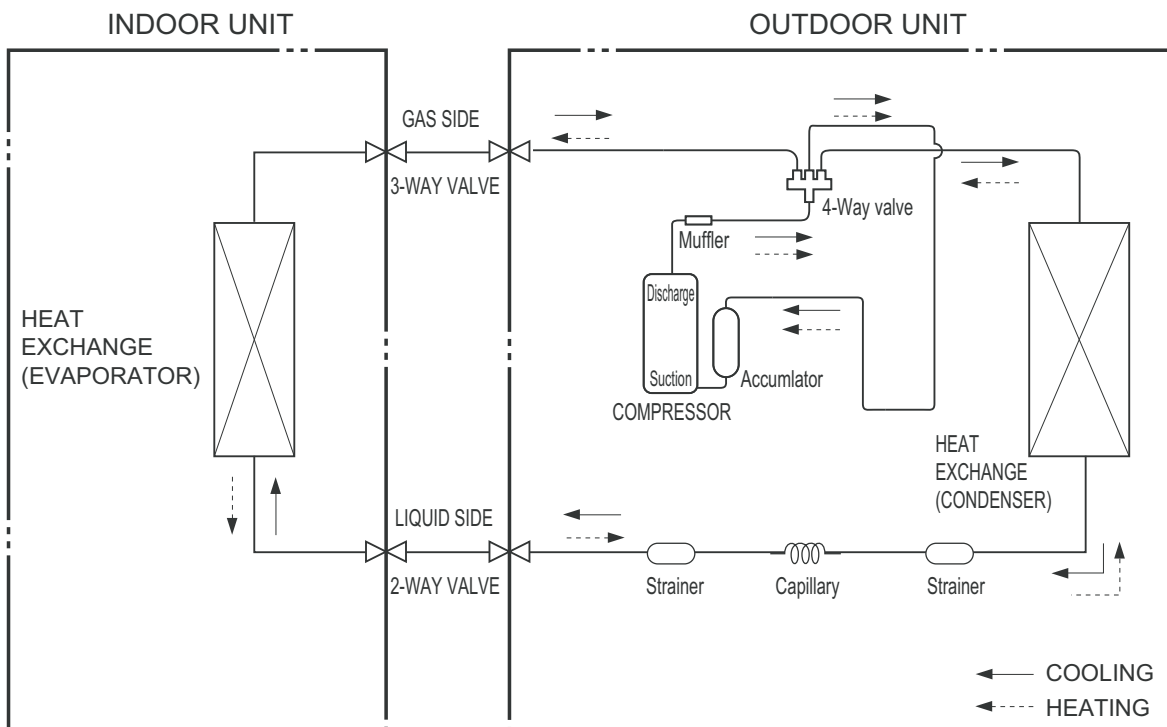 INDOOR UNIT
OUTDOOR UNIT
GAS SIDE
3-WAY VALVE
4-Way valve
Muffler
Discharge
HEAT
EXCHANGE
(EVAPORATOR)
Suction
Accumlator
COMPRESSOR
HEAT
EXCHANGE
(CONDENSER)
LIQUID SIDE
2-WAY VALVE
Strainer
Capillary
Strainer
COOLING
HEATING